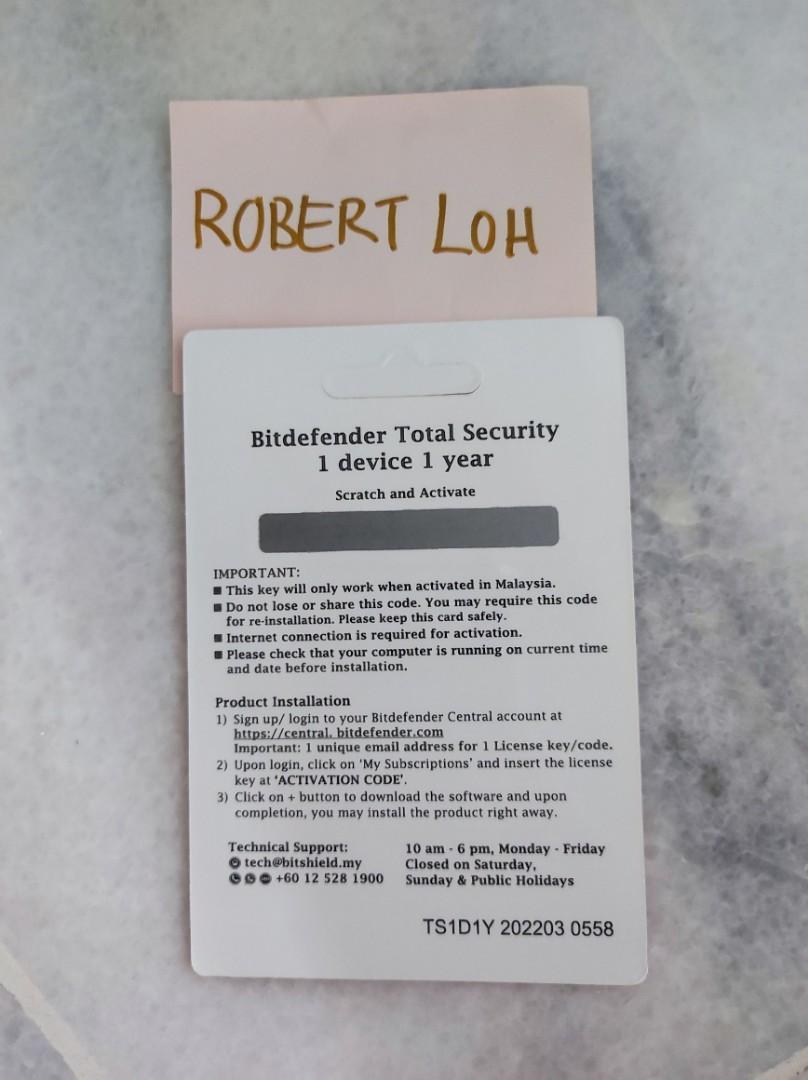 ROBERT LOH
Bitdefender Total Security
1 device 1 year
Scratch and Activate
IMPORTANT:
■ This key will only work when activated in Malaysia.
■ Do not lose or share this code. You may require this code
for re-installation. Please keep this card safely.
■ Internet connection is required for activation.
■ Please check that your computer is running on current time
and date before installation.
Product Installation
1) Sign up/ login to your Bitdefender Central account at
https://central. bitdefender.com
Important: 1 unique email address for 1 License key/code.
2) Upon login, click on 'My Subscriptions' and insert the license
key at 'ACTIVATION CODE'.
3) Click on + button to download the software and upon
completion, you may install the product right away.
Technical Support:
tech@bitshield.my
+60 12 528 1900
10 am - 6 pm, Monday - Friday
Closed on Saturday,
Sunday & Public Holidays
TS1D1Y 202203 0558